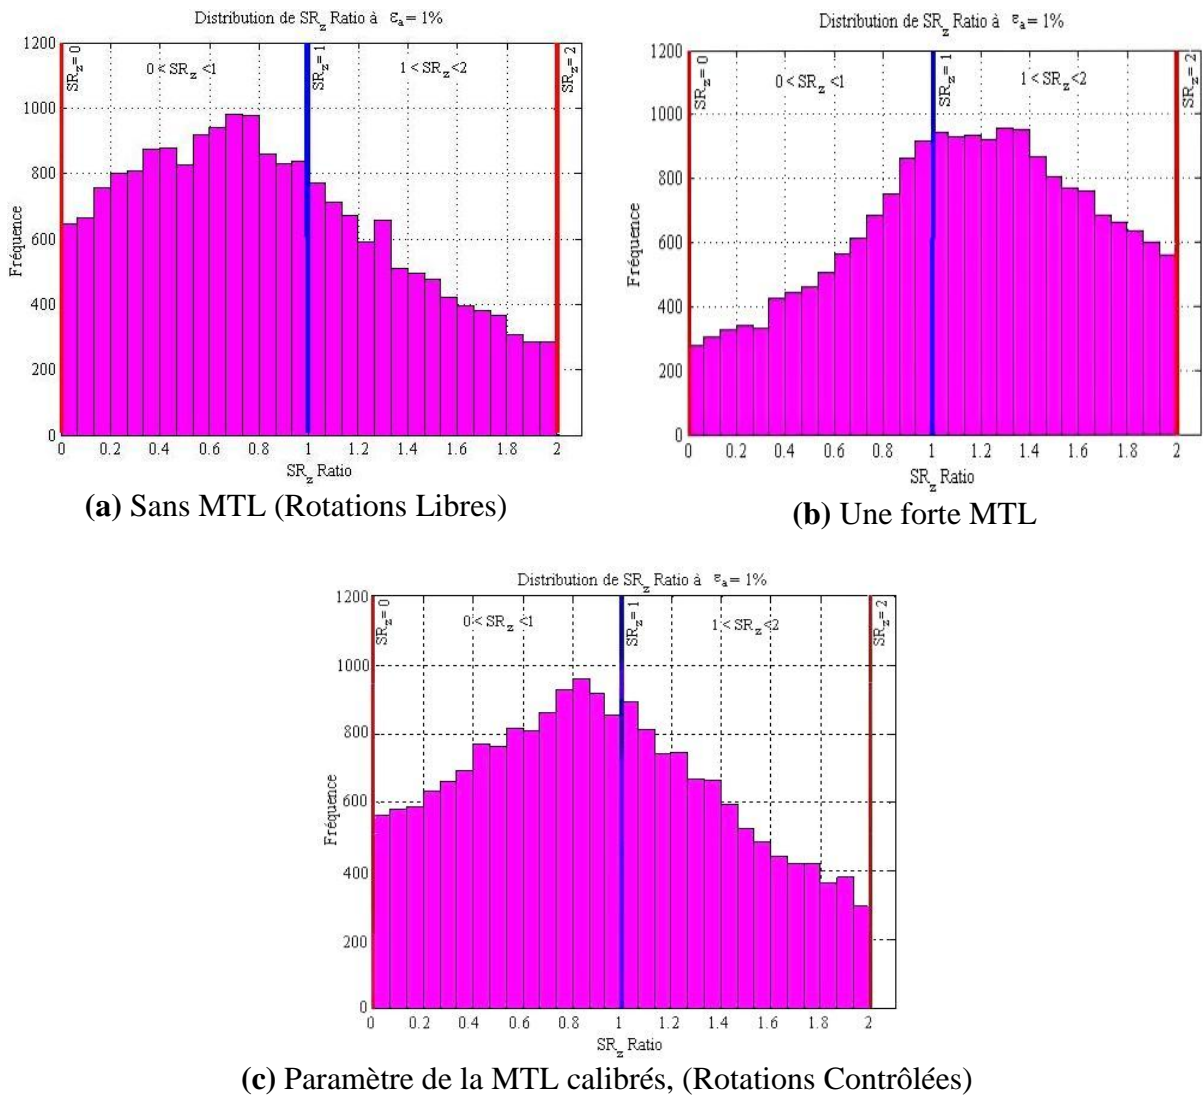 Distribution de SR_z Ratio à ε_a = 1%
1200
1000
800
600
400
200
0
Fréquence
SR_z = 0
0 < SR_z < 1
SR_z = 1
1 < SR_z < 2
SR_z = 2
0 0.2 0.4 0.6 0.8 1 1.2 1.4 1.6 1.8 2
SR_z Ratio
(a) Sans MTL (Rotations Libres)
Distribution de SR_z Ratio à ε_a = 1%
1200
1000
800
600
400
200
0
Fréquence
SR_z = 0
0 < SR_z < 1
SR_z = 1
1 < SR_z < 2
SR_z = 2
0 0.2 0.4 0.6 0.8 1 1.2 1.4 1.6 1.8 2
SR_z Ratio
(b) Une forte MTL
Distribution de SR_z Ratio à ε_a = 1%
1200
1000
800
600
400
200
0
Fréquence
SR_z = 0
0 < SR_z < 1
SR_z = 1
1 < SR_z < 2
SR_z = 2
0 0.2 0.4 0.6 0.8 1 1.2 1.4 1.6 1.8 2
SR_z Ratio
(c) Paramètre de la MTL calibrés, (Rotations Contrôlées)